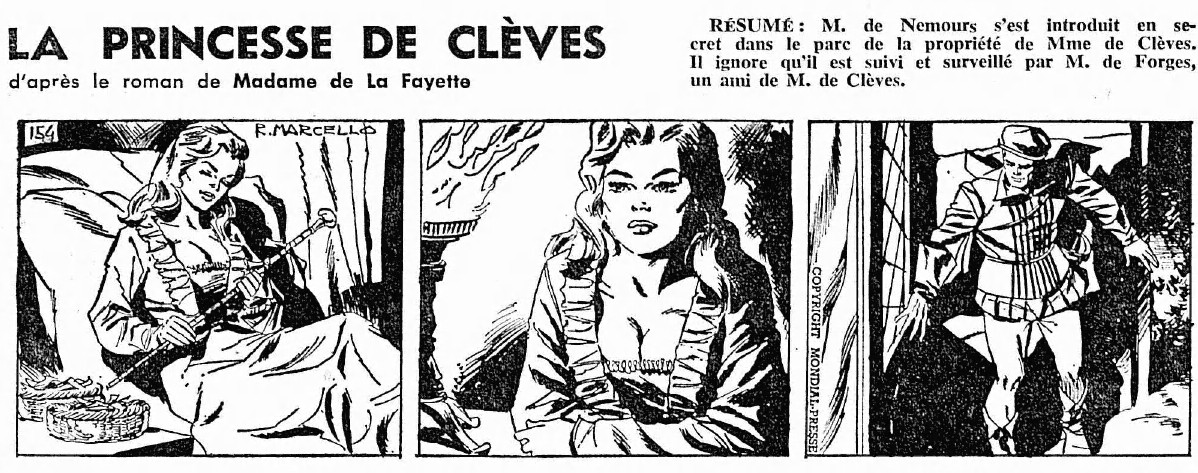 LA PRINCESSE DE CLÈVES
d'après le roman de Madame de La Fayette
RÉSUMÉ : M. de Nemours s'est introduit en se-
cret dans le parc de la propriété de Mme de Clèves.
Il ignore qu'il est suivi et surveillé par M. de Forges,
un ami de M. de Clèves.
154
R. MARCELLO
COPYRIGHT MONDIAL-PRESSE